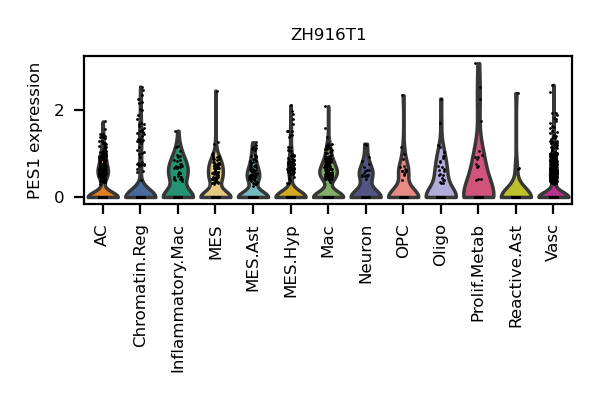 ZH916T1
PES1 expression
2
0
AC
Chromatin.Reg
Inflammatory.Mac
MES
MES.Ast
MES.Hyp
Mac
Neuron
OPC
Oligo
Prolif.Metab
Reactive.Ast
Vasc